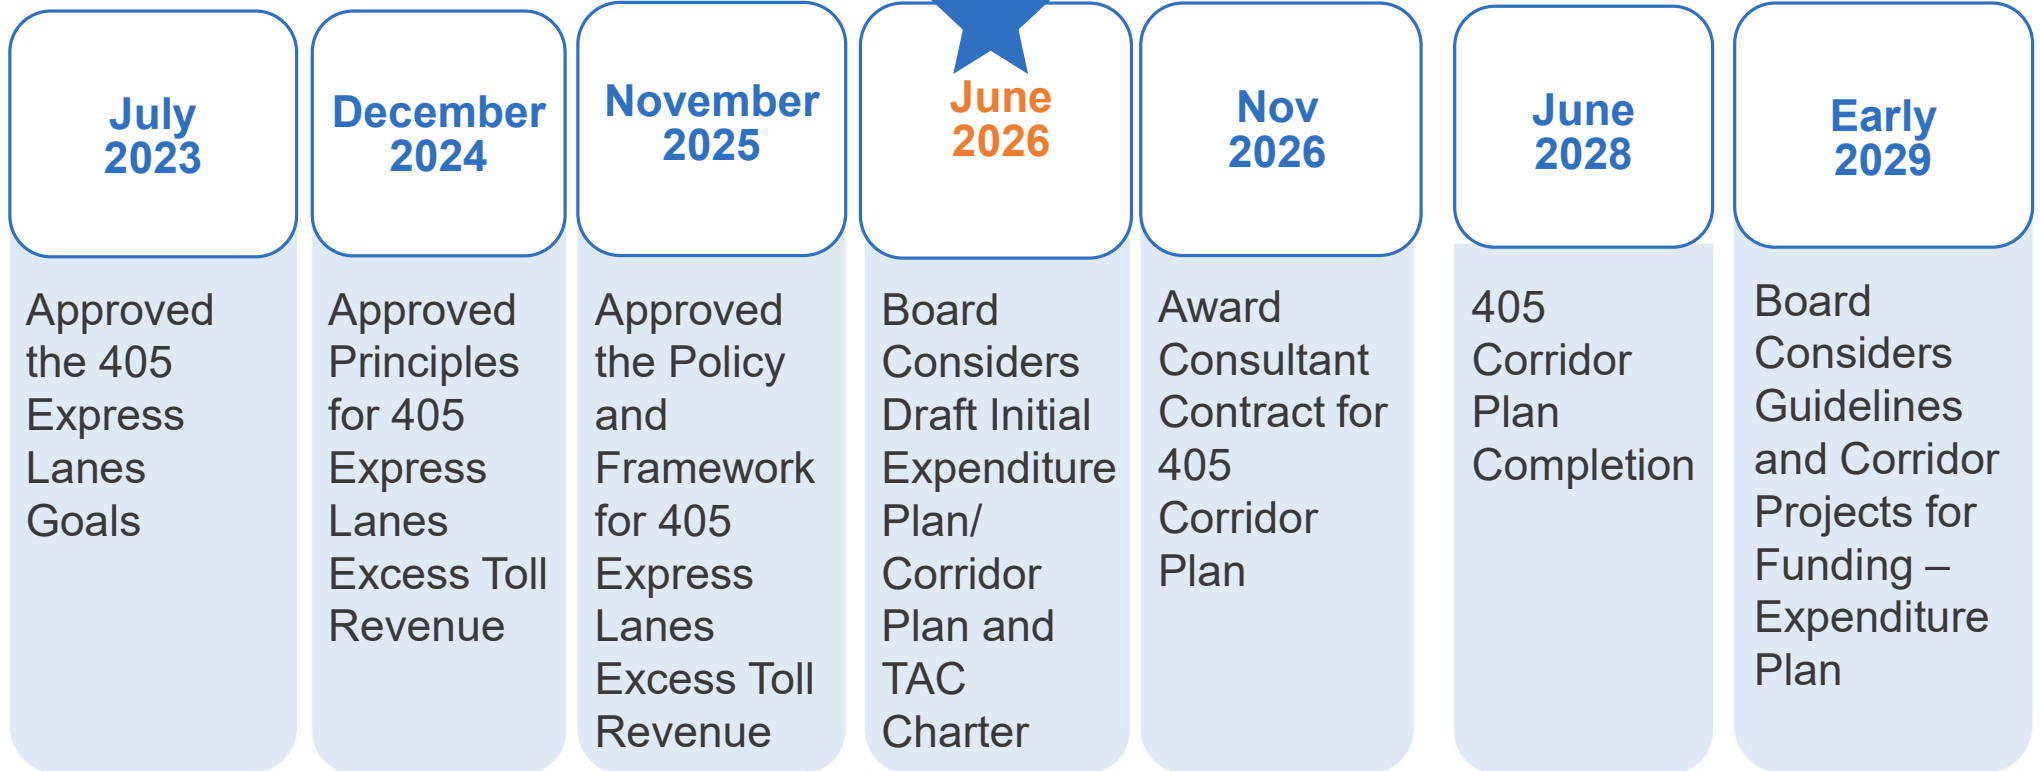 July
2023
Approved
the 405
Express
Lanes
Goals
December
2024
Approved
Principles
for 405
Express
Lanes
Excess Toll
Revenue
November
2025
Approved
the Policy
and
Framework
for 405
Express
Lanes
Excess Toll
Revenue
June
2026
Board
Considers
Draft Initial
Expenditure
Plan/
Corridor
Plan and
TAC
Charter
Nov
2026
Award
Consultant
Contract for
405
Corridor
Plan
June
2028
405
Corridor
Plan
Completion
Early
2029
Board
Considers
Guidelines
and Corridor
Projects for
Funding –
Expenditure
Plan